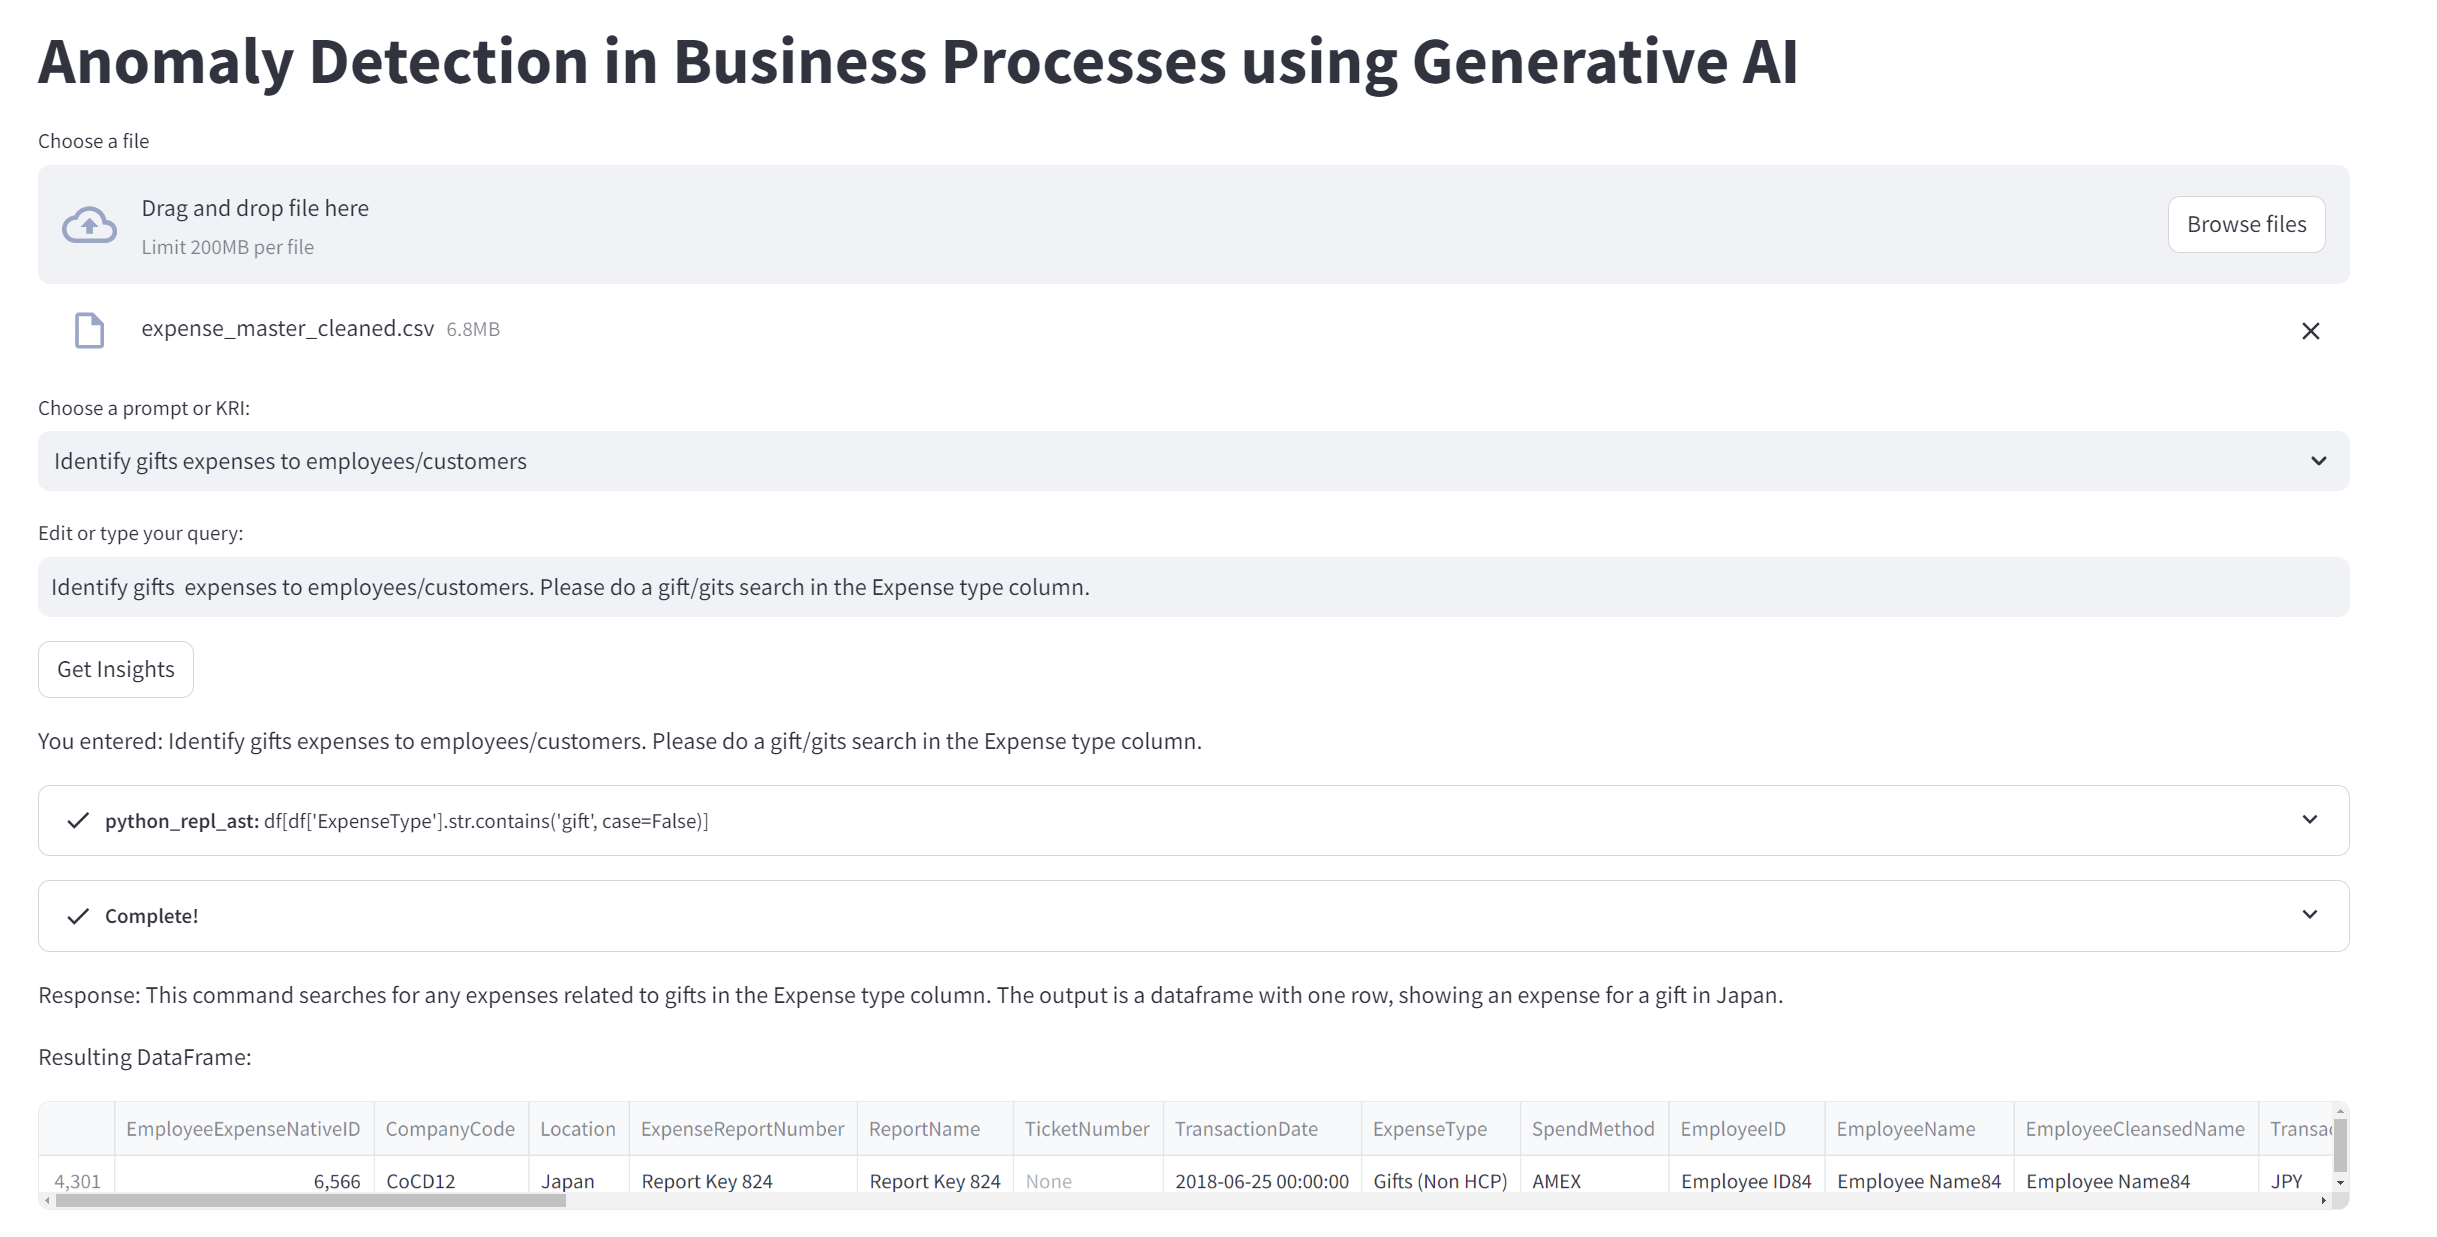 Anomaly Detection in Business Processes using Generative AI
Choose a file
Drag and drop file here
Limit 200MB per file
Browse files
expense_master_cleaned.csv 6.8MB
Choose a prompt or KRI:
Identify gifts expenses to employees/customers
Edit or type your query:
Identify gifts  expenses to employees/customers. Please do a gift/gits search in the Expense type column.
Get Insights
You entered: Identify gifts expenses to employees/customers. Please do a gift/gits search in the Expense type column.
python_repl_ast: df[df['ExpenseType'].str.contains('gift', case=False)]
Complete!
Response: This command searches for any expenses related to gifts in the Expense type column. The output is a dataframe with one row, showing an expense for a gift in Japan.
Resulting DataFrame:
EmployeeExpenseNativeID CompanyCode Location ExpenseReportNumber ReportName TicketNumber TransactionDate ExpenseType SpendMethod EmployeeID EmployeeName EmployeeCleansedName Transa
4,301 6,566 CoCD12 Japan Report Key 824 Report Key 824 None 2018-06-25 00:00:00 Gifts (Non HCP) AMEX Employee ID84 Employee Name84 Employee Name84 JPY